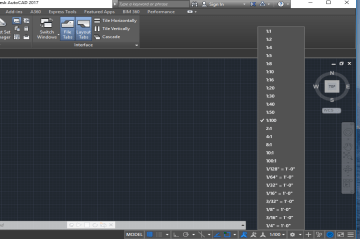 esk AutoCAD 2017
Type a keyword or phrase
Sign In
Add-ins A360 Express Tools Featured Apps BIM 360 Performance
Switch Windows
File Tabs
Layout Tabs
Tile Horizontally
Tile Vertically
Cascade
Interface
1:1
1:2
1:4
1:5
1:8
1:10
1:16
1:20
1:30
1:40
1:50
1:100
2:1
4:1
8:1
10:1
100:1
1/128" = 1'-0"
1/64" = 1'-0"
1/32" = 1'-0"
1/16" = 1'-0"
3/32" = 1'-0"
1/8" = 1'-0"
3/16" = 1'-0"
1/4" = 1'-0"
N
W
TOP
MODEL
1:100